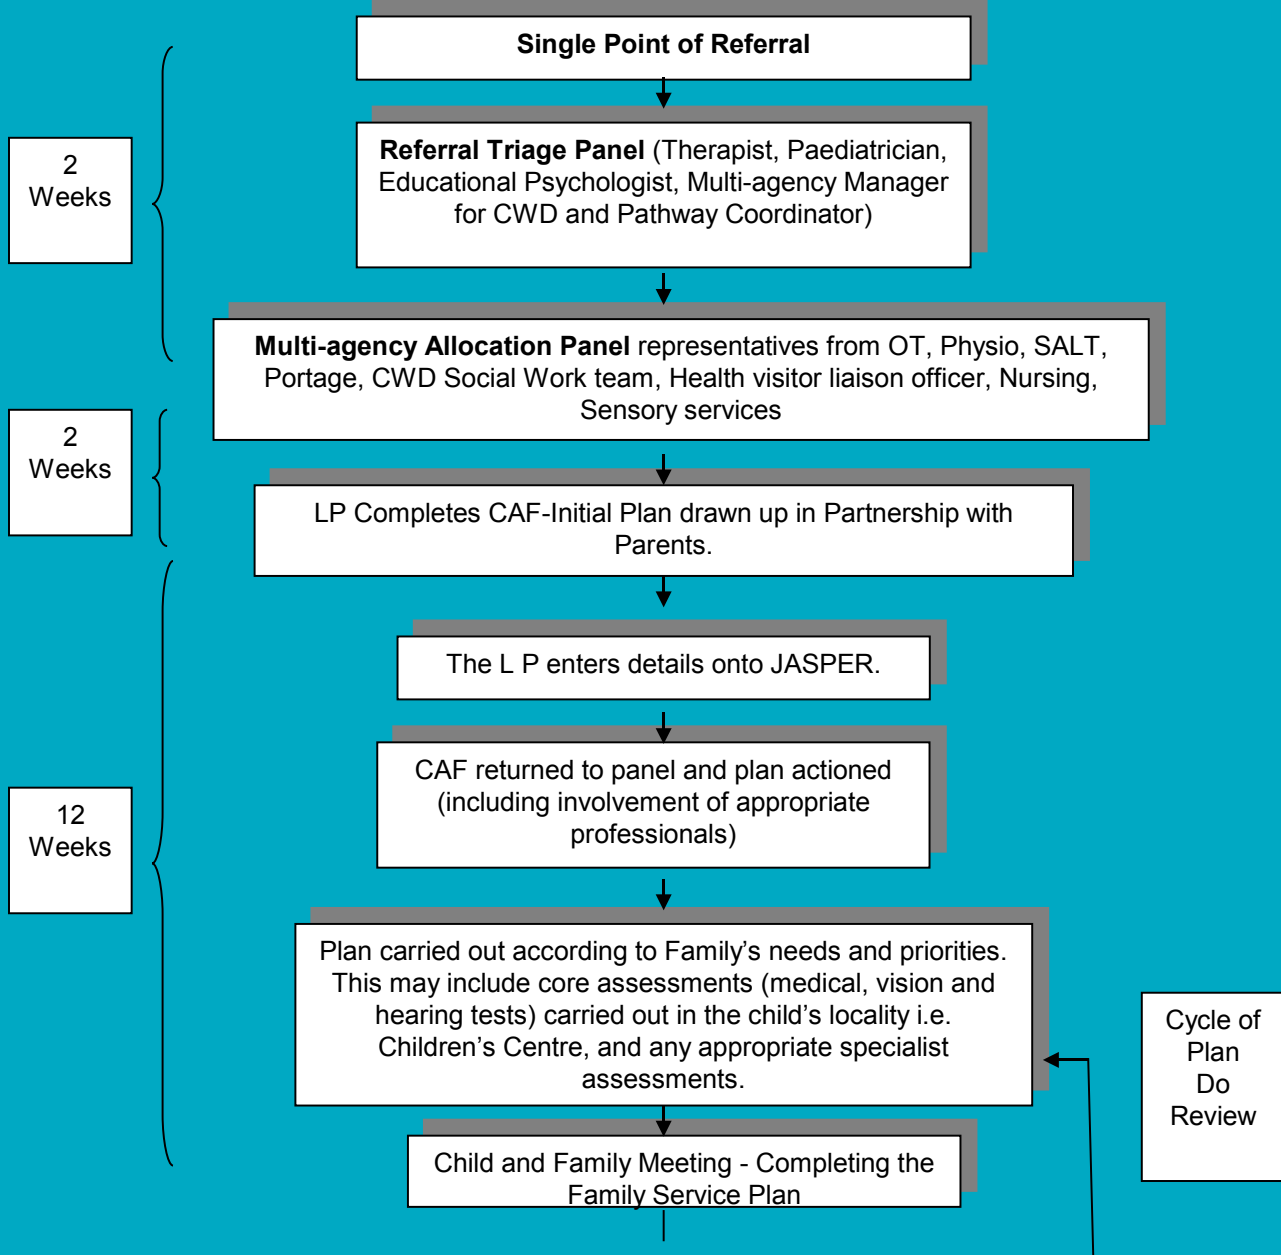 Single Point of Referral
2
Weeks
Referral Triage Panel (Therapist, Paediatrician,
Educational Psychologist, Multi-agency Manager
for CWD and Pathway Coordinator)
Multi-agency Allocation Panel representatives from OT, Physio, SALT,
Portage, CWD Social Work team, Health visitor liaison officer, Nursing,
Sensory services
2
Weeks
LP Completes CAF-Initial Plan drawn up in Partnership with
Parents.
The L P enters details onto JASPER.
CAF returned to panel and plan actioned
(including involvement of appropriate
professionals)
12
Weeks
Plan carried out according to Family’s needs and priorities.
This may include core assessments (medical, vision and
hearing tests) carried out in the child’s locality i.e.
Children’s Centre, and any appropriate specialist
assessments.
Cycle of
Plan
Do
Review
Child and Family Meeting - Completing the
Family Service Plan